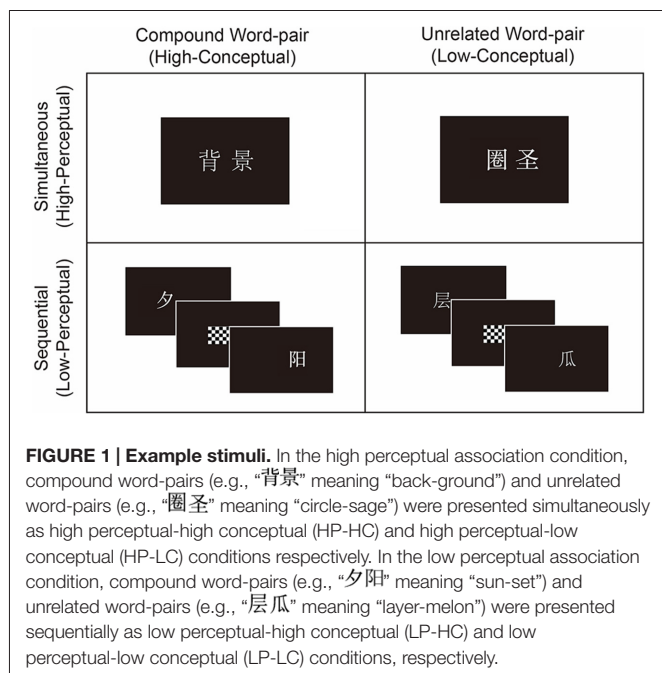 Compound Word-pair
(High-Conceptual)
Unrelated Word-pair
(Low-Conceptual)
Simultaneous
(High-Perceptual)
背 景
圈 圣
Sequential
(Low-Perceptual)
夕
阳
层
瓜
FIGURE 1 | Example stimuli. In the high perceptual association condition,
compound word-pairs (e.g., “背景” meaning “back-ground”) and unrelated
word-pairs (e.g., “圈圣” meaning “circle-sage”) were presented simultaneously
as high perceptual-high conceptual (HP-HC) and high perceptual-low
conceptual (HP-LC) conditions respectively. In the low perceptual association
condition, compound word-pairs (e.g., “夕阳” meaning “sun-set”) and
unrelated word-pairs (e.g., “层瓜” meaning “layer-melon”) were presented
sequentially as low perceptual-high conceptual (LP-HC) and low
perceptual-low conceptual (LP-LC) conditions, respectively.